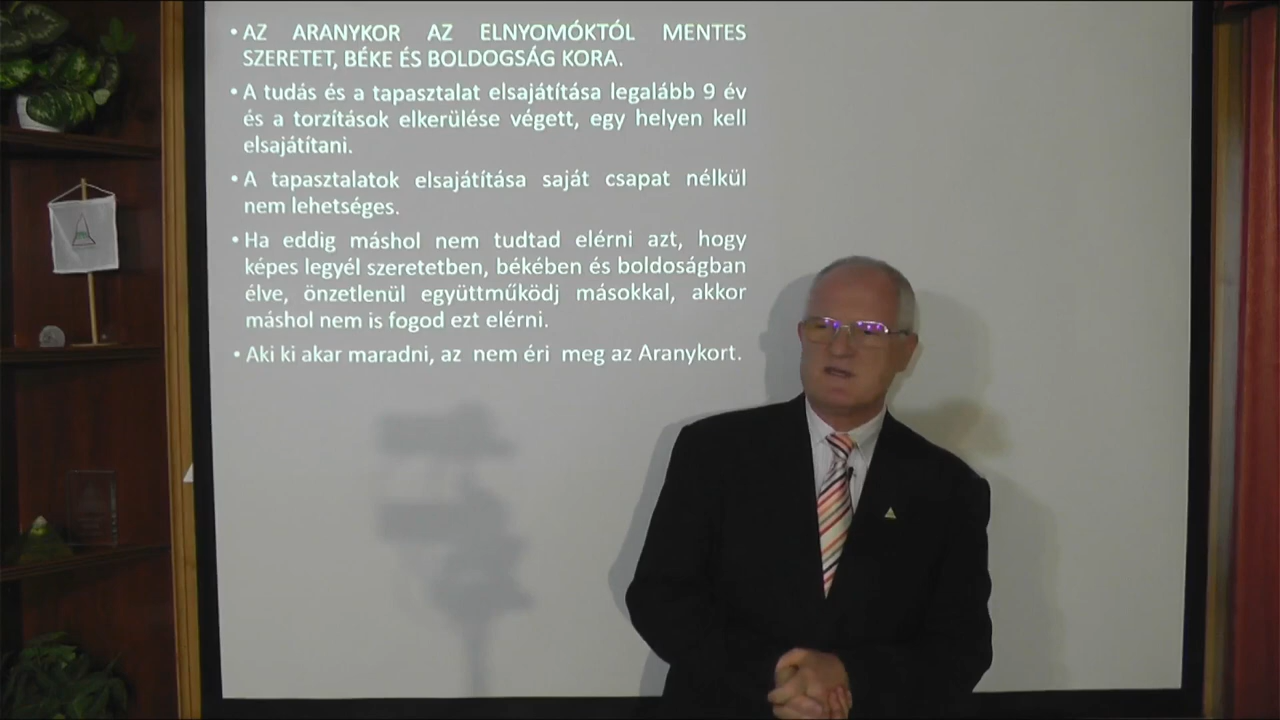 • AZ ARANYKOR AZ ELNYOMÓKTÓL MENTES
SZERETET, BÉKE ÉS BOLDOGSÁG KORA.
• A tudás és a tapasztalat elsajátítása legalább 9 év
és a torzítások elkerülése végett, egy helyen kell
elsajátítani.
• A tapasztalatok elsajátítása saját csapat nélkül
nem lehetséges.
• Ha eddig máshol nem tudtad elérni azt, hogy
képes legyél szeretetben, békében és boldoságban
élve, önzetlenül együttműködj másokkal, akkor
máshol nem is fogod ezt elérni.
• Aki ki akar maradni, az nem éri meg az Aranykort.